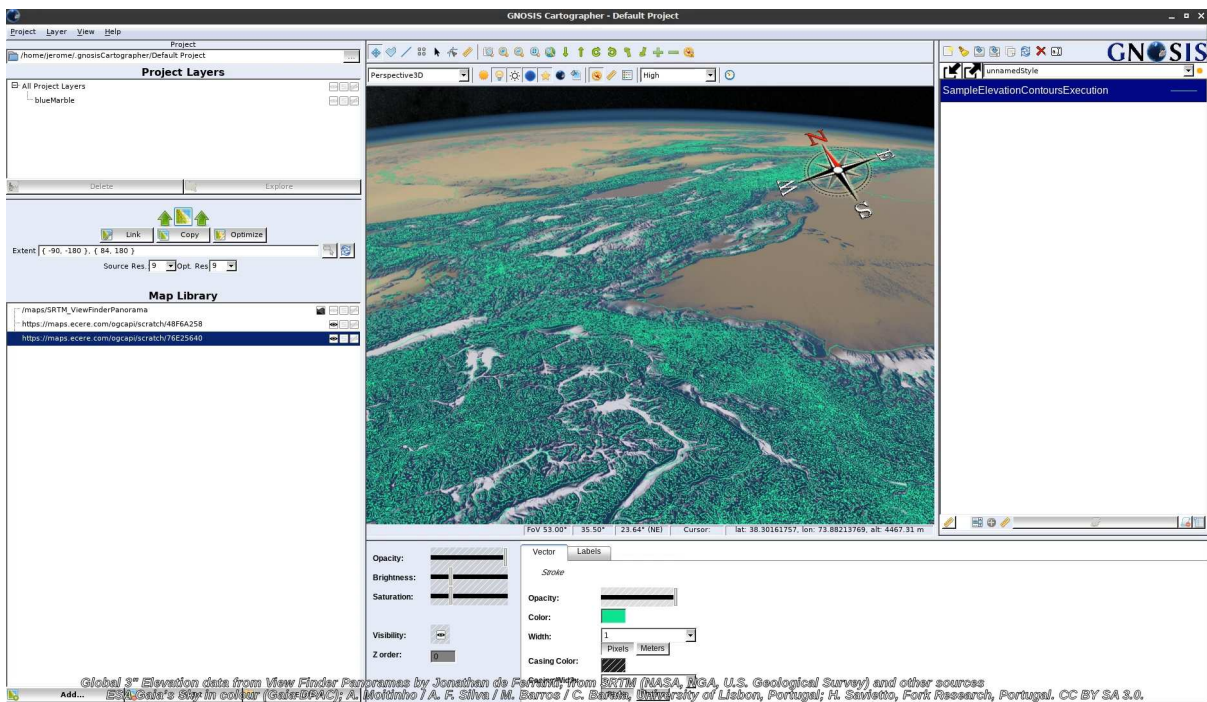 GNOSIS Cartographer - Default Project
Project Layer View Help
Project
/home/jerome/.gnosisCartographer/Default Project
Project Layers
All Project Layers
blueMarble
Delete Explore
Link Copy Optimize
Extent { -90, -180 }, { 84, 180 }
Source Res. 9 Opt. Res 9
Map Library
/maps/SRTM_ViewFinderPanorama
https://maps.ecere.com/ogcapi/scratch/48F6A258
https://maps.ecere.com/ogcapi/scratch/76E25640
Add...
Perspective3D High
N
E
W
S
FoV 53.00° 35.50° 23.64° (NE) Cursor: lat: 38.30161757, lon: 73.88213769, alt: 4467.31 m
GNOSIS
unnamedStyle
SampleElevationContoursExecution
Opacity:
Brightness:
Saturation:
Visibility:
Z order: 0
Vector Labels
Stroke
Opacity:
Color:
Width: 1
Pixels Meters
Casing Color:
Global 3" Elevation data from View Finder Panoramas by Jonathan de Ferranti, from SRTM (NASA, NGA, U.S. Geological Survey) and other sources
ESA Gaia's Sky in colour (Gaia DPAC); A. Moitinho / A. F. Silva / M. Barros / C. Barata, University of Lisbon, Portugal; H. Savietto, Fork Research, Portugal. CC BY SA 3.0.